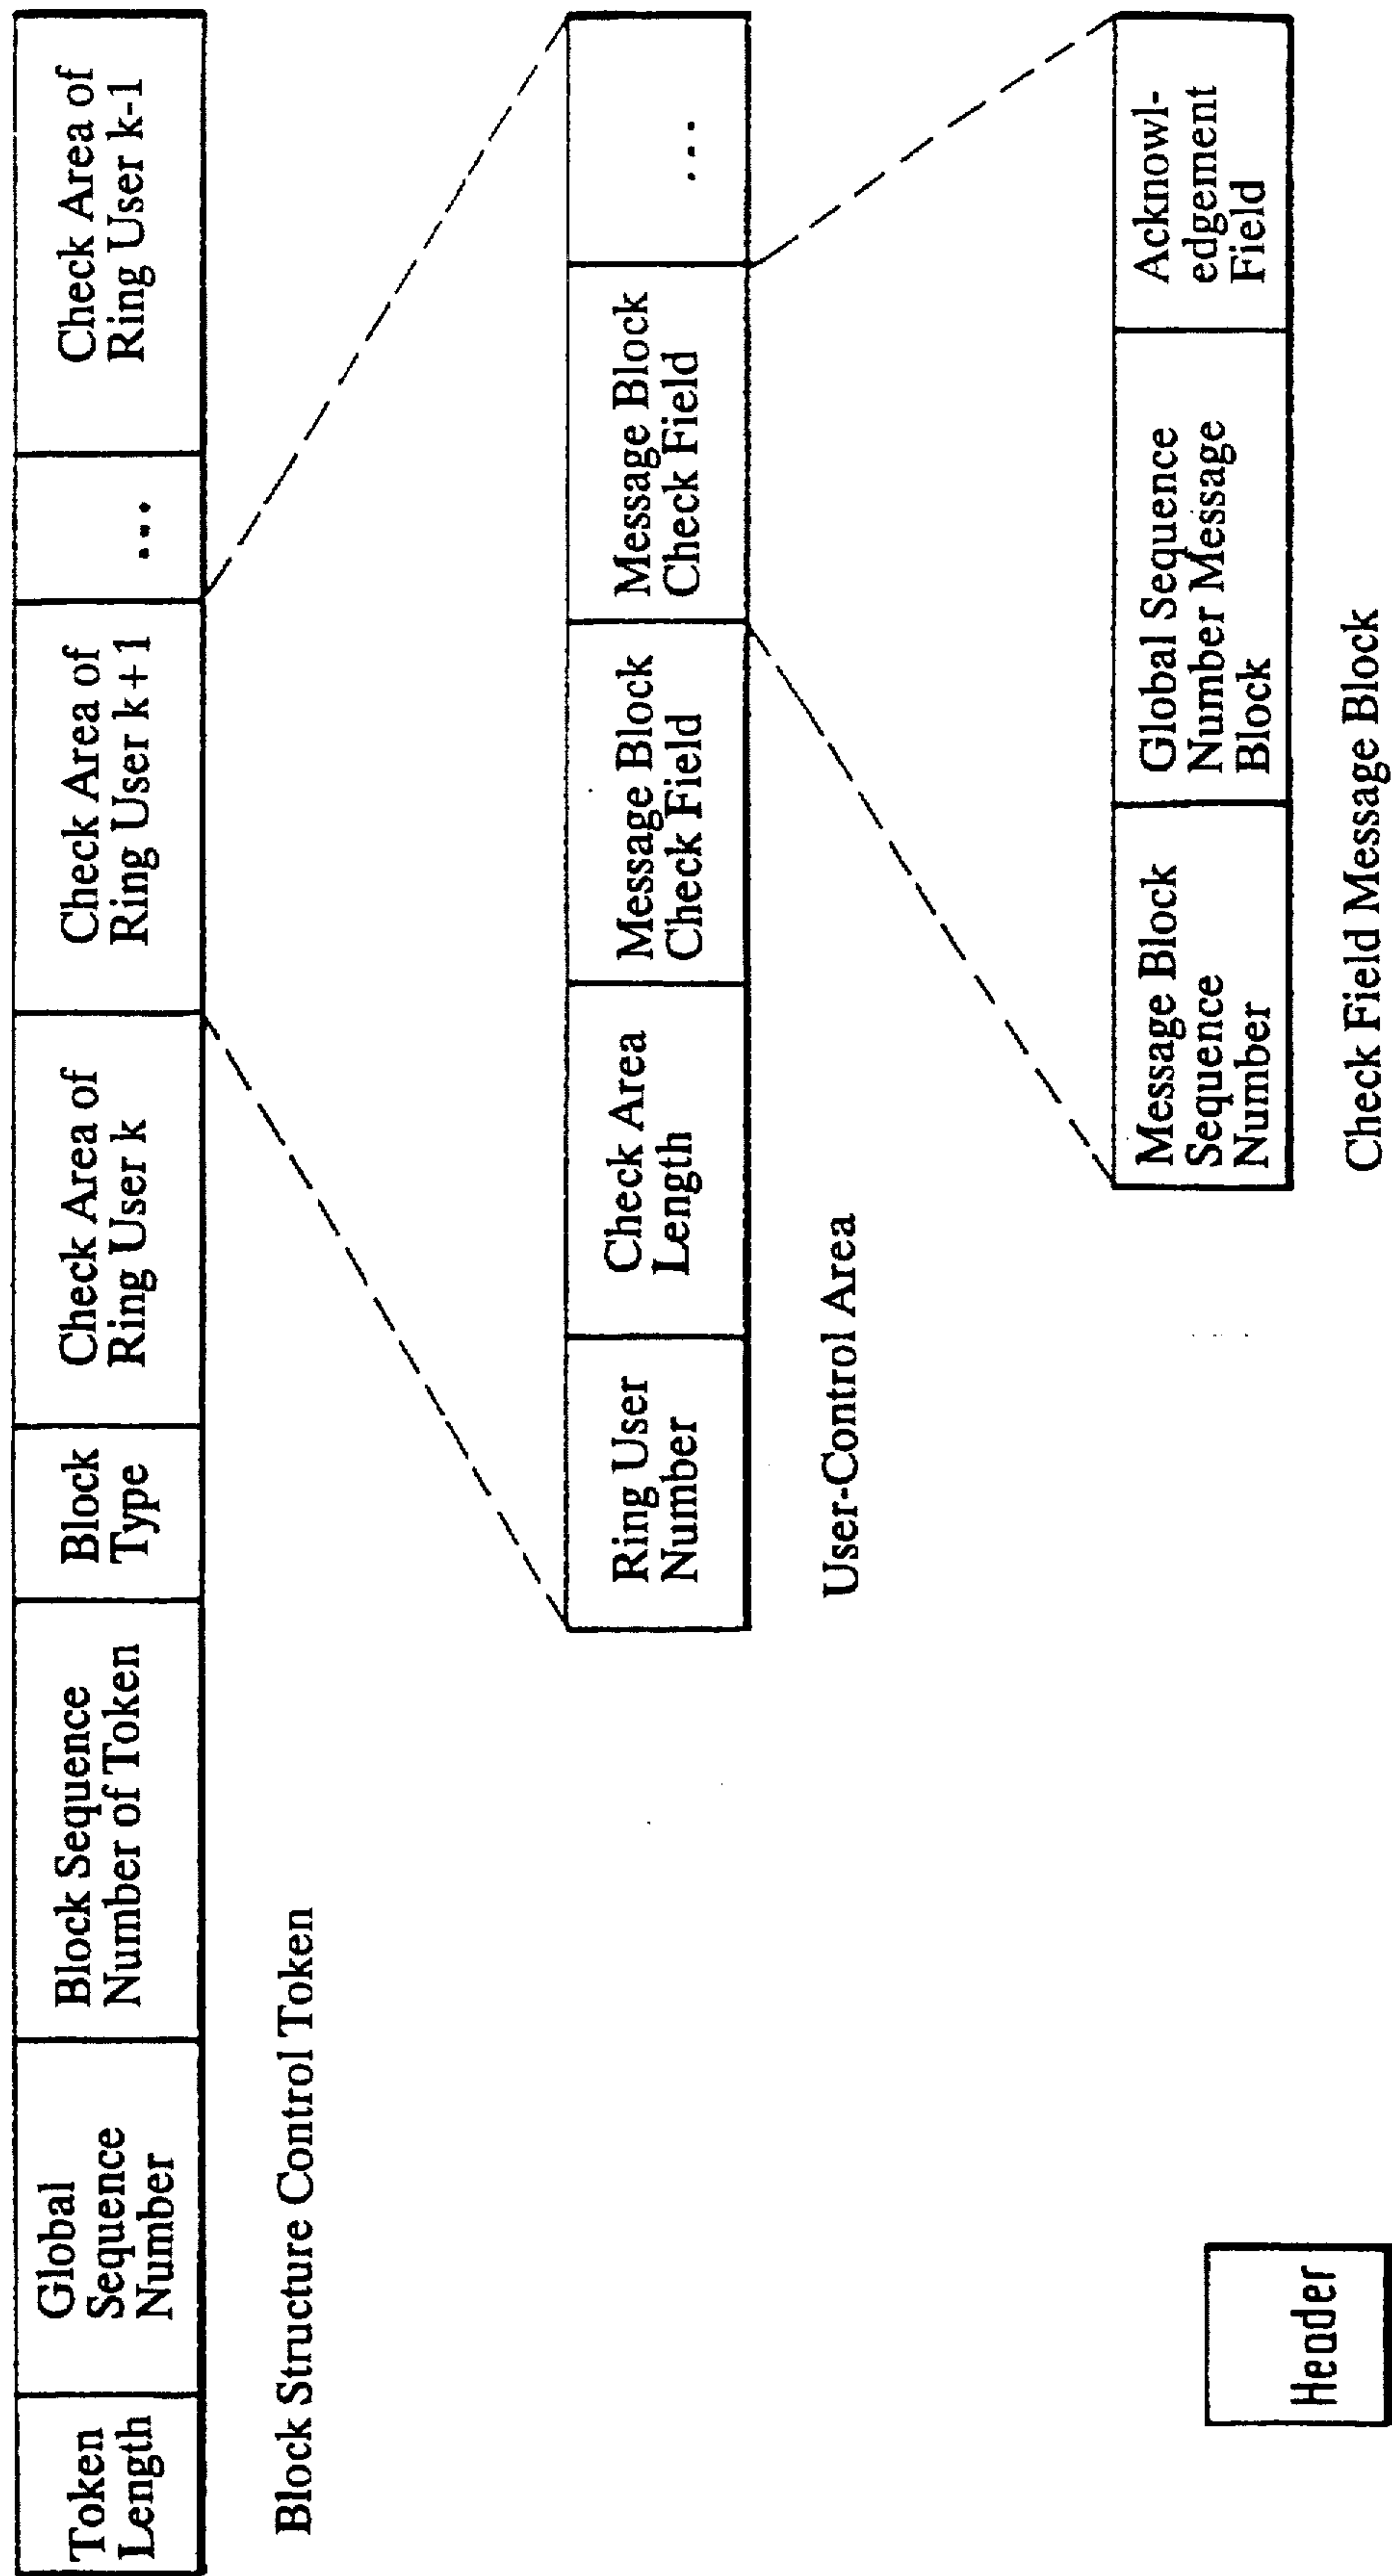 Token
Length
Global
Sequence
Number
Block Sequence
Number of Token
Block
Type
Check Area of
Ring User k
Check Area of
Ring User k+1
...
Check Area of
Ring User k-1
Block Structure Control Token
Ring User
Number
Check Area
Length
Message Block
Check Field
Message Block
Check Field
...
User-Control Area
Message Block
Sequence
Number
Global Sequence
Number Message
Block
Acknowl-
edgement
Field
Check Field Message Block
Header